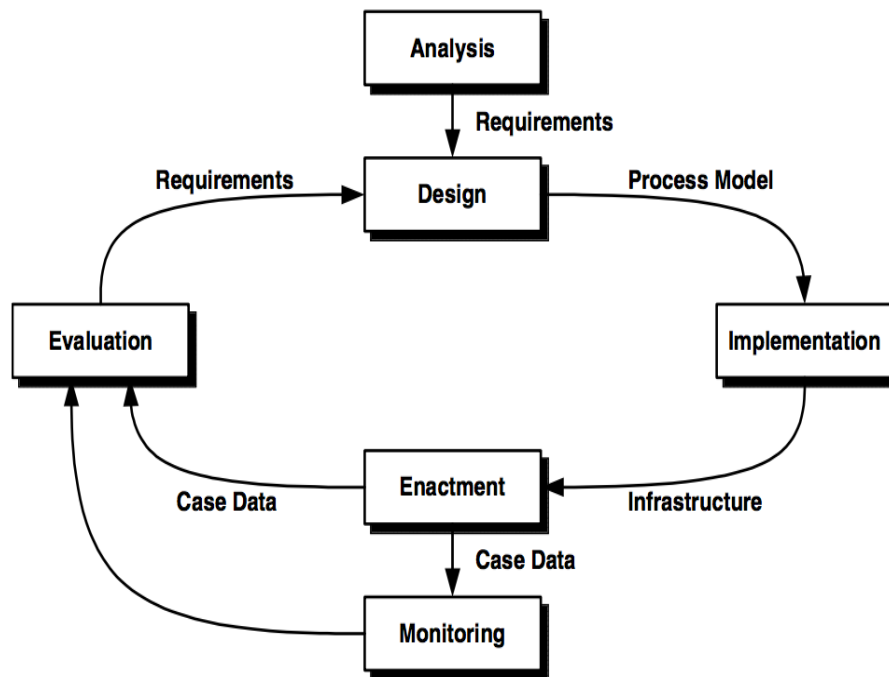 Analysis
Requirements
Requirements
Design
Process Model
Evaluation
Implementation
Enactment
Case Data
Infrastructure
Case Data
Monitoring